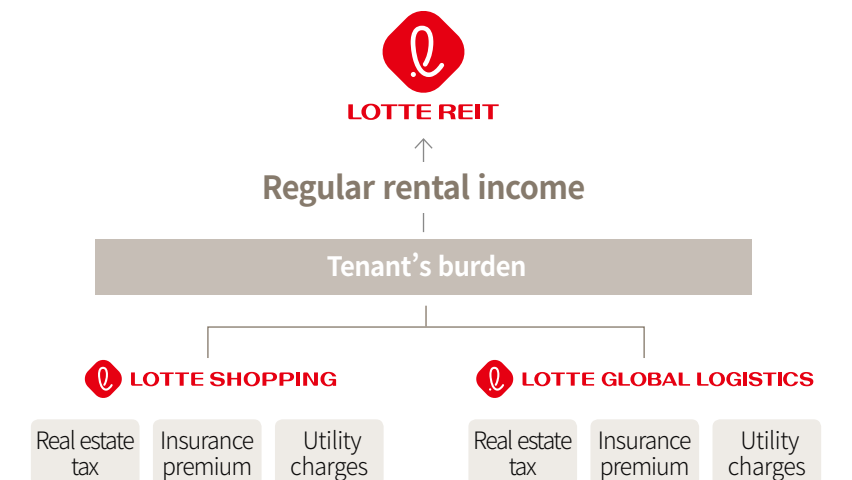 LOTTE REIT
Regular rental income
Tenant’s burden
LOTTE SHOPPING
LOTTE GLOBAL LOGISTICS
Real estate
tax
Insurance
premium
Utility
charges
Real estate
tax
Insurance
premium
Utility
charges